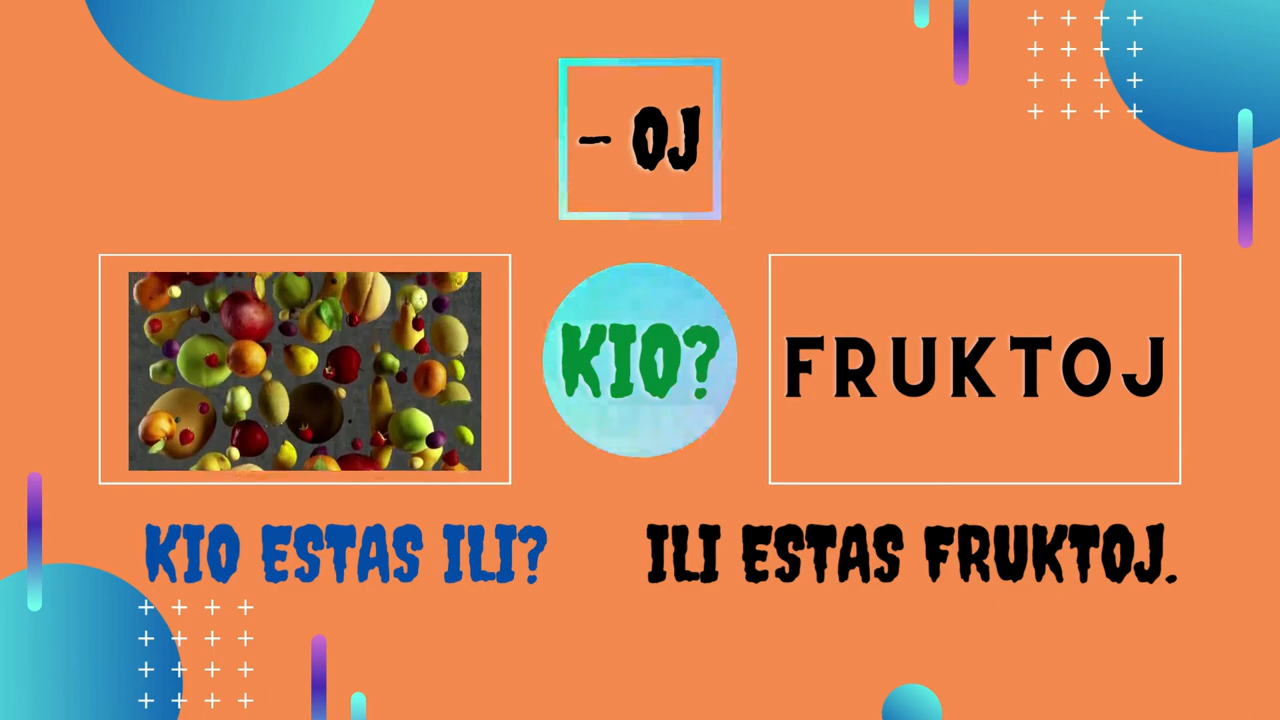 – OJ
KIO?
FRUKTOJ
KIO ESTAS ILI?
ILI ESTAS FRUKTOJ.